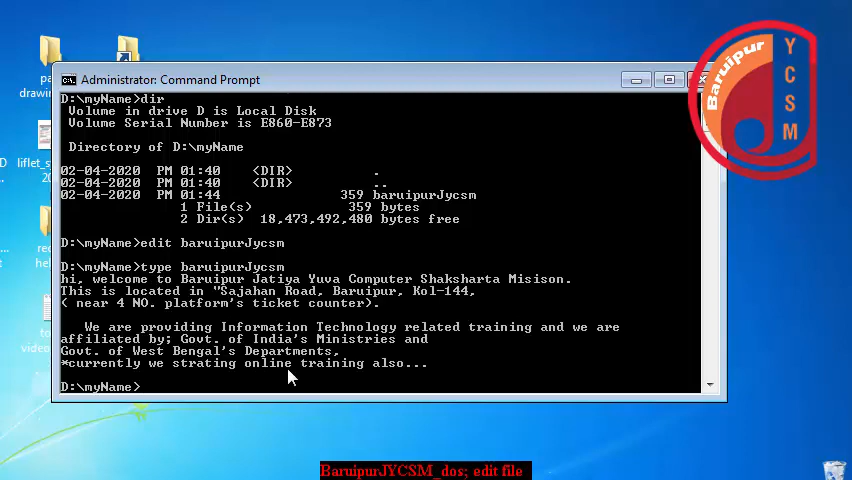 Administrator: Command Prompt
D:\myName>dir
Volume in drive D is Local Disk
Volume Serial Number is E860-E873
Directory of D:\myName
02-04-2020 PM 01:40 <DIR> .
02-04-2020 PM 01:40 <DIR> ..
02-04-2020 PM 01:44 359 baruipurJycsm
1 File(s) 359 bytes
2 Dir(s) 18,473,492,480 bytes free
D:\myName>edit baruipurJycsm
D:\myName>type baruipurJycsm
hi, welcome to Baruipur Jatiya Yuva Computer Shaksharta Misison.
This is located in "Sajahan Road, Baruipur, Kol-144,
( near 4 NO. platform's ticket counter).
We are providing Information Technology related training and we are
affiliated by; Govt. of India's Ministries and
Govt. of West Bengal's Departments,
*currently we strating online training also...
D:\myName>
Baruipur
Y
C
S
M
BaruipurJYCSM_dos; edit file